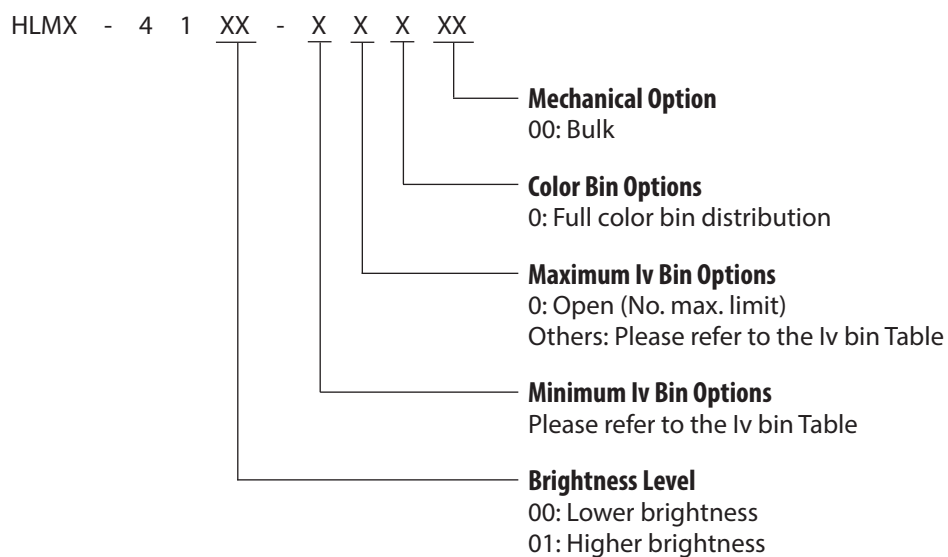 HLMX - 4 1 XX - X X X XX
Mechanical Option
00: Bulk
Color Bin Options
0: Full color bin distribution
Maximum Iv Bin Options
0: Open (No. max. limit)
Others: Please refer to the Iv bin Table
Minimum Iv Bin Options
Please refer to the Iv bin Table
Brightness Level
00: Lower brightness
01: Higher brightness